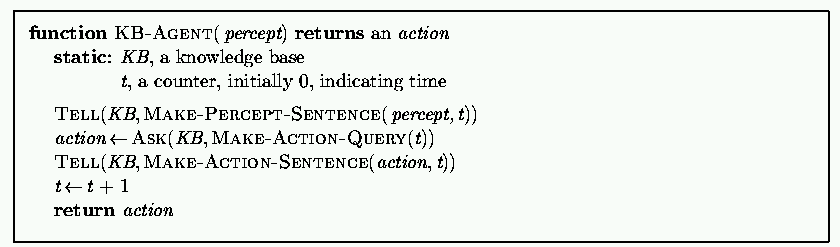 function KB-AGENT( percept) returns an action
static: KB, a knowledge base
t, a counter, initially 0, indicating time
TELL(KB, MAKE-PERCEPT-SENTENCE( percept, t))
action ← ASK(KB, MAKE-ACTION-QUERY(t))
TELL(KB, MAKE-ACTION-SENTENCE(action, t))
t ← t + 1
return action